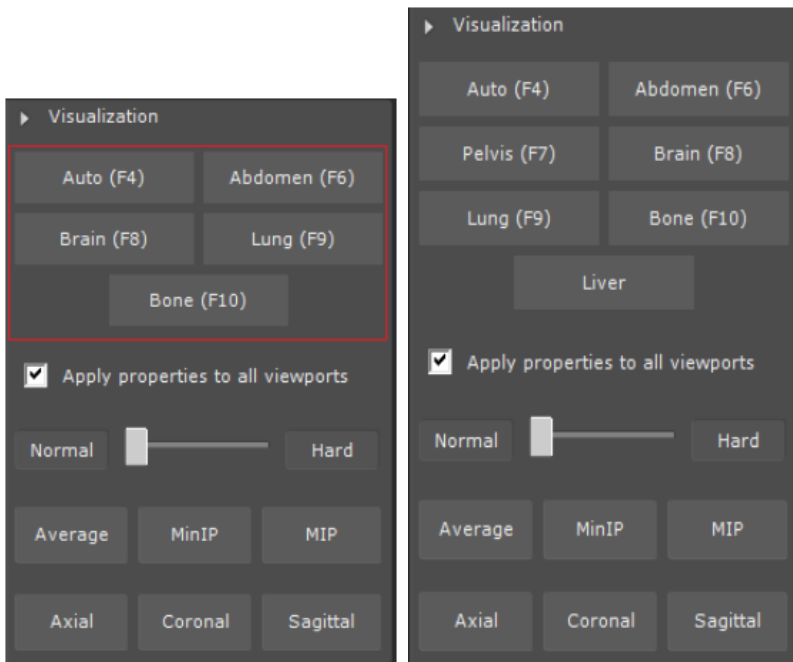 Visualization
Auto (F4) Abdomen (F6)
Brain (F8) Lung (F9)
Bone (F10)
Apply properties to all viewports
Normal Hard
Average MinIP MIP
Axial Coronal Sagittal
Visualization
Auto (F4) Abdomen (F6)
Pelvis (F7) Brain (F8)
Lung (F9) Bone (F10)
Liver
Apply properties to all viewports
Normal Hard
Average MinIP MIP
Axial Coronal Sagittal